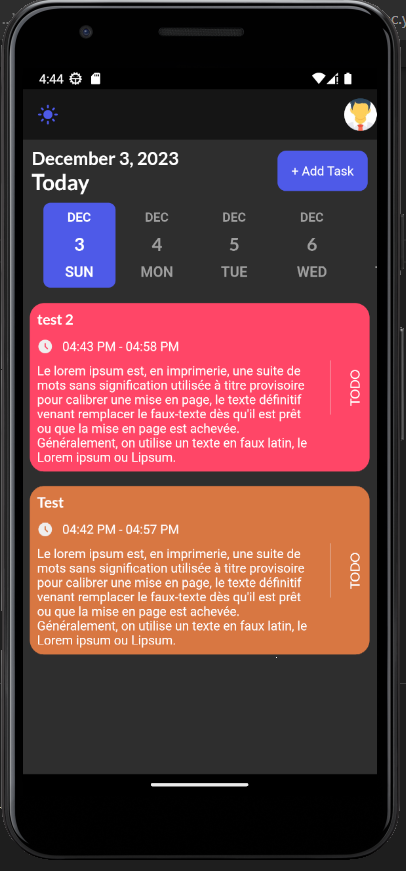 c.y
4:44
December 3, 2023
Today
+ Add Task
DEC DEC DEC DEC
3 4 5 6
SUN MON TUE WED
test 2
04:43 PM - 04:58 PM
Le lorem ipsum est, en imprimerie, une suite de
mots sans signification utilisée à titre provisoire
pour calibrer une mise en page, le texte définitif
venant remplacer le faux-texte dès qu'il est prêt
ou que la mise en page est achevée.
Généralement, on utilise un texte en faux latin, le
Lorem ipsum ou Lipsum.
TODO
Test
04:42 PM - 04:57 PM
Le lorem ipsum est, en imprimerie, une suite de
mots sans signification utilisée à titre provisoire
pour calibrer une mise en page, le texte définitif
venant remplacer le faux-texte dès qu'il est prêt
ou que la mise en page est achevée.
Généralement, on utilise un texte en faux latin, le
Lorem ipsum ou Lipsum.
TODO